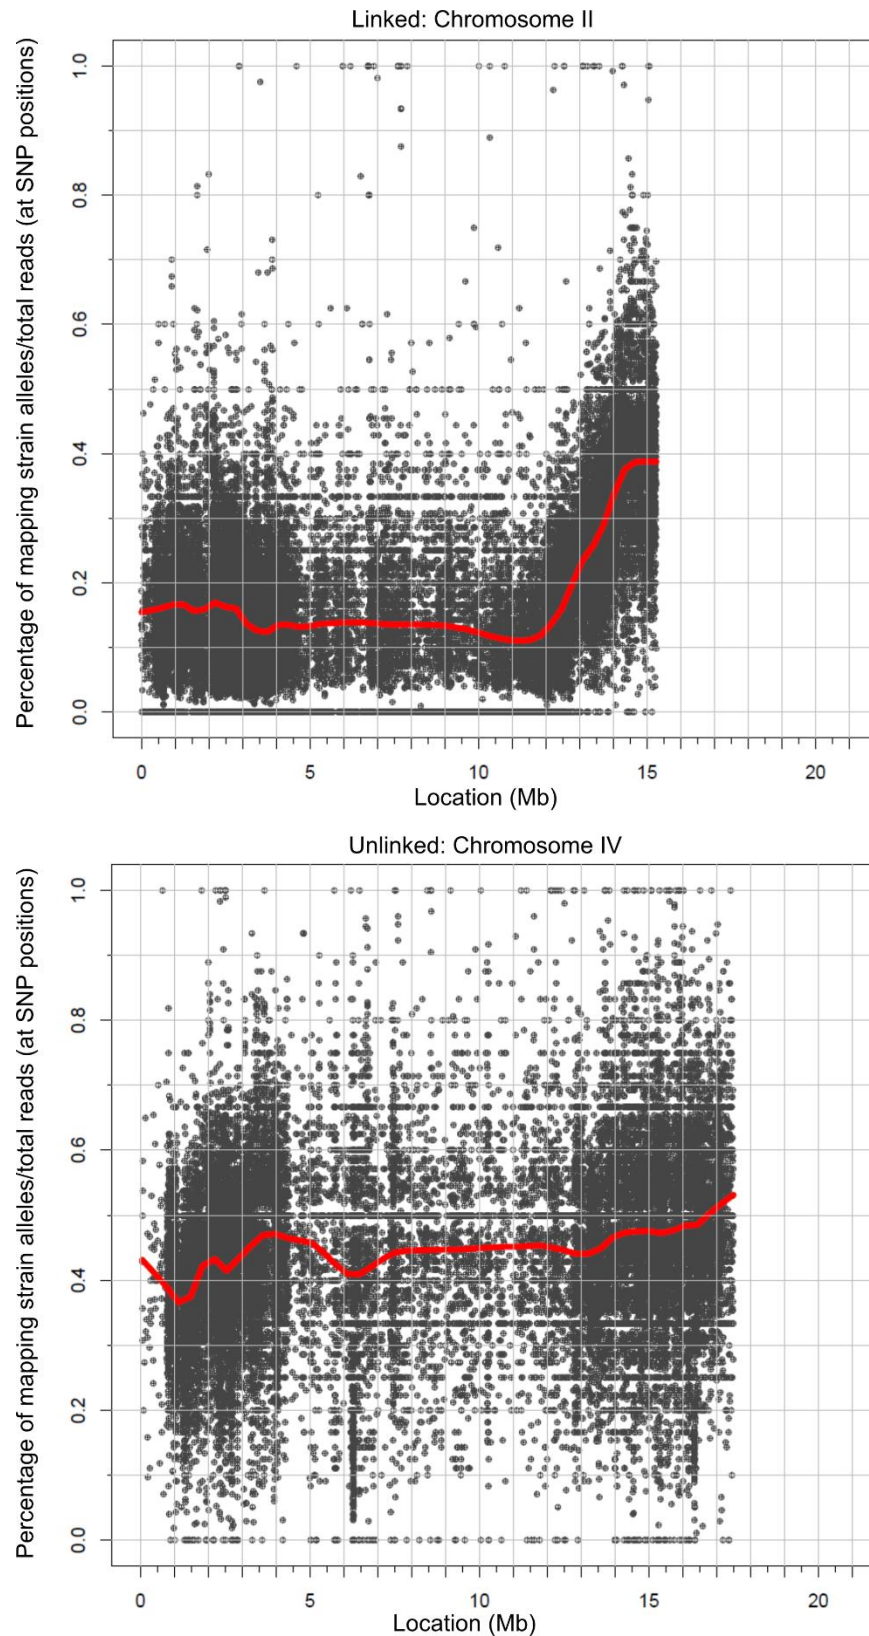 Linked: Chromosome II
Percentage of mapping strain alleles/total reads (at SNP positions)
1.0
0.8
0.6
0.4
0.2
0.0
0 5 10 15 20
Location (Mb)
Unlinked: Chromosome IV
Percentage of mapping strain alleles/total reads (at SNP positions)
1.0
0.8
0.6
0.4
0.2
0.0
0 5 10 15 20
Location (Mb)